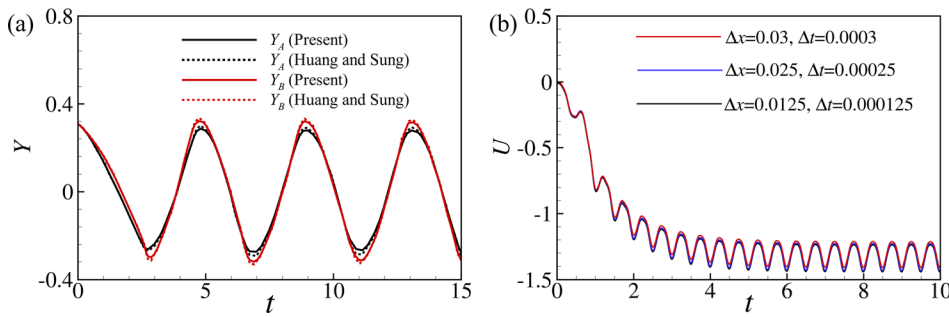 (a)
0.8
0.4
0
-0.4
Y
Y_A (Present)
Y_A (Huang and Sung)
Y_B (Present)
Y_B (Huang and Sung)
0 5 10 15
t
(b)
0.5
0
-0.5
-1
-1.5
U
Δx=0.03, Δt=0.0003
Δx=0.025, Δt=0.00025
Δx=0.0125, Δt=0.000125
0 2 4 6 8 10
t